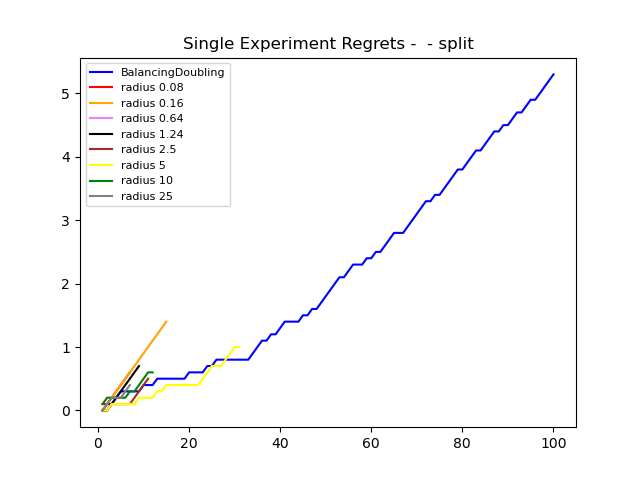 Single Experiment Regrets -  - split
BalancingDoubling
radius 0.08
radius 0.16
radius 0.64
radius 1.24
radius 2.5
radius 5
radius 10
radius 25
5
4
3
2
1
0
0 20 40 60 80 100